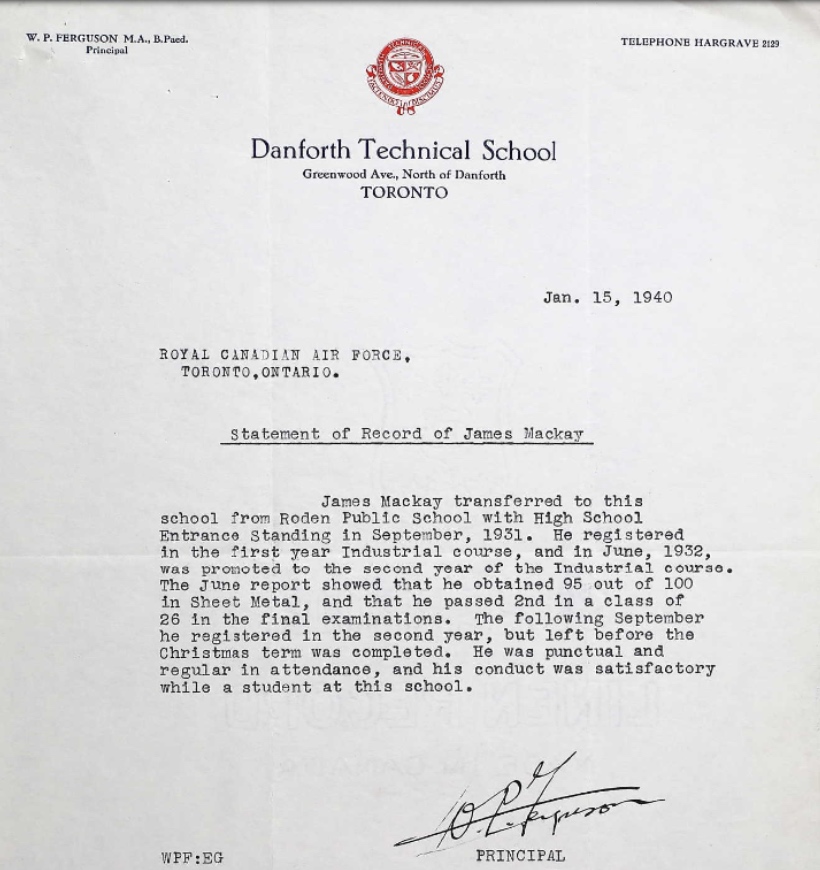 W. P. FERGUSON M.A., B.Paed.
Principal
TELEPHONE HARGRAVE 2129
Danforth Technical School
Greenwood Ave., North of Danforth
TORONTO
Jan. 15, 1940
ROYAL CANADIAN AIR FORCE,
TORONTO,ONTARIO.
Statement of Record of James Mackay
James Mackay transferred to this
school from Roden Public School with High School
Entrance Standing in September, 1931. He registered
in the first year Industrial course, and in June, 1932,
was promoted to the second year of the Industrial course.
The June report showed that he obtained 95 out of 100
in Sheet Metal, and that he passed 2nd in a class of
26 in the final examinations. The following September
he registered in the second year, but left before the
Christmas term was completed. He was punctual and
regular in attendance, and his conduct was satisfactory
while a student at this school.
W.P. Ferguson
WPF:EG
PRINCIPAL